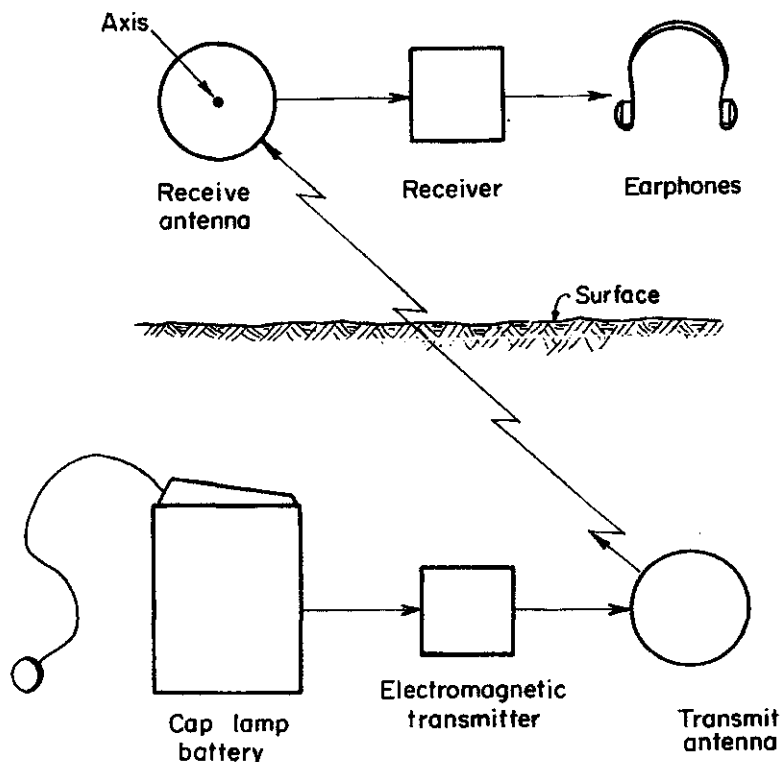 Axis
Receive
antenna
Receiver
Earphones
Surface
Cap lamp
battery
Electromagnetic
transmitter
Transmit
antenna